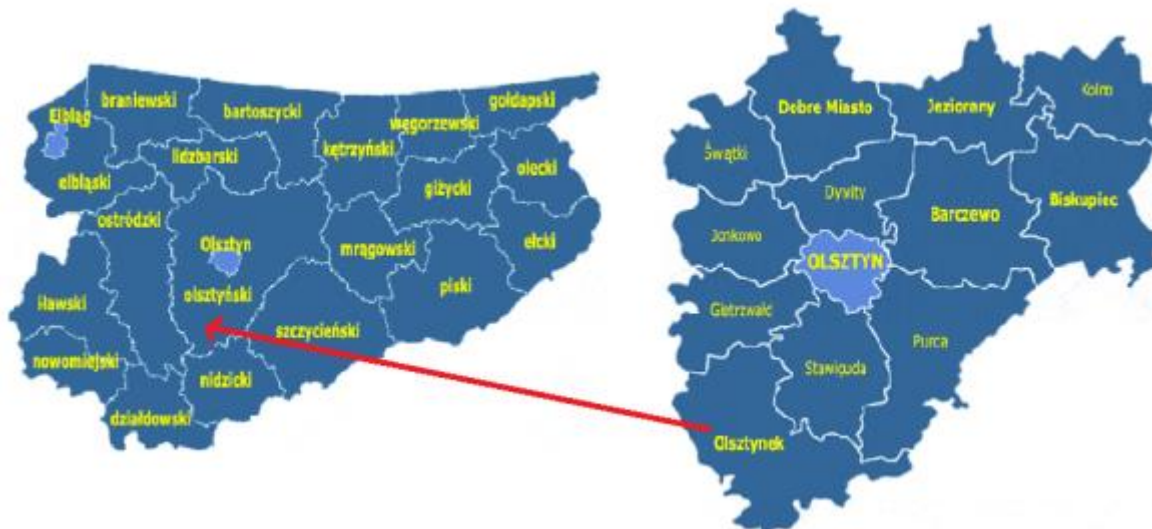 braniewski
Elbląg
bartoszycki
gołdapski
węgorzewski
kętrzyński
lidzbarski
olecki
elbląski
giżycki
ostródzki
ełcki
mrągowski
Olsztyn
piski
olsztyński
iławski
szczycieński
nowomiejski
nidzicki
działdowski
Kolno
Dobre Miasto
Jeziorany
Świątki
Dywity
Biskupiec
Barczewo
Jonkowo
OLSZTYN
Gietrzwałd
Purda
Stawiguda
Olsztynek